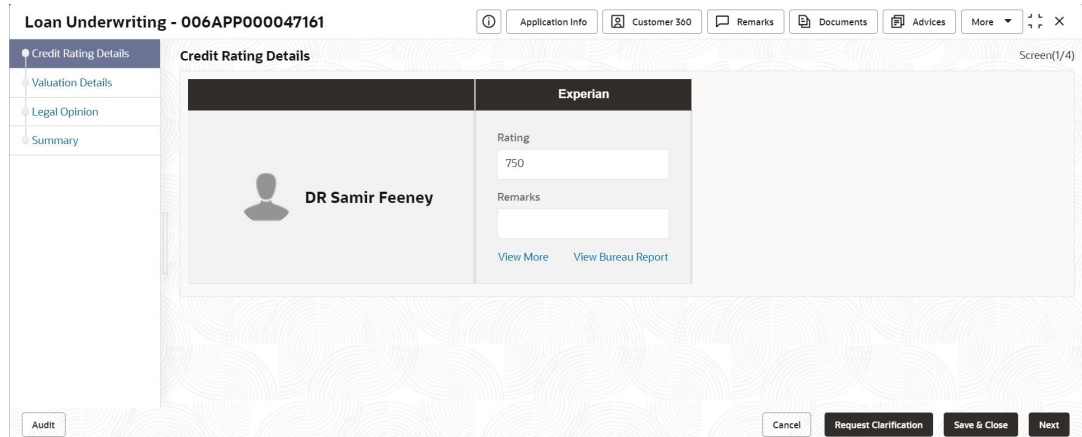 Loan Underwriting - 006APP000047161
Application Info
Customer 360
Remarks
Documents
Advices
More
Credit Rating Details
Valuation Details
Legal Opinion
Summary
Credit Rating Details
Screen(1/4)
Experian
DR Samir Feeney
Rating
750
Remarks
View More View Bureau Report
Audit
Cancel
Request Clarification
Save & Close
Next